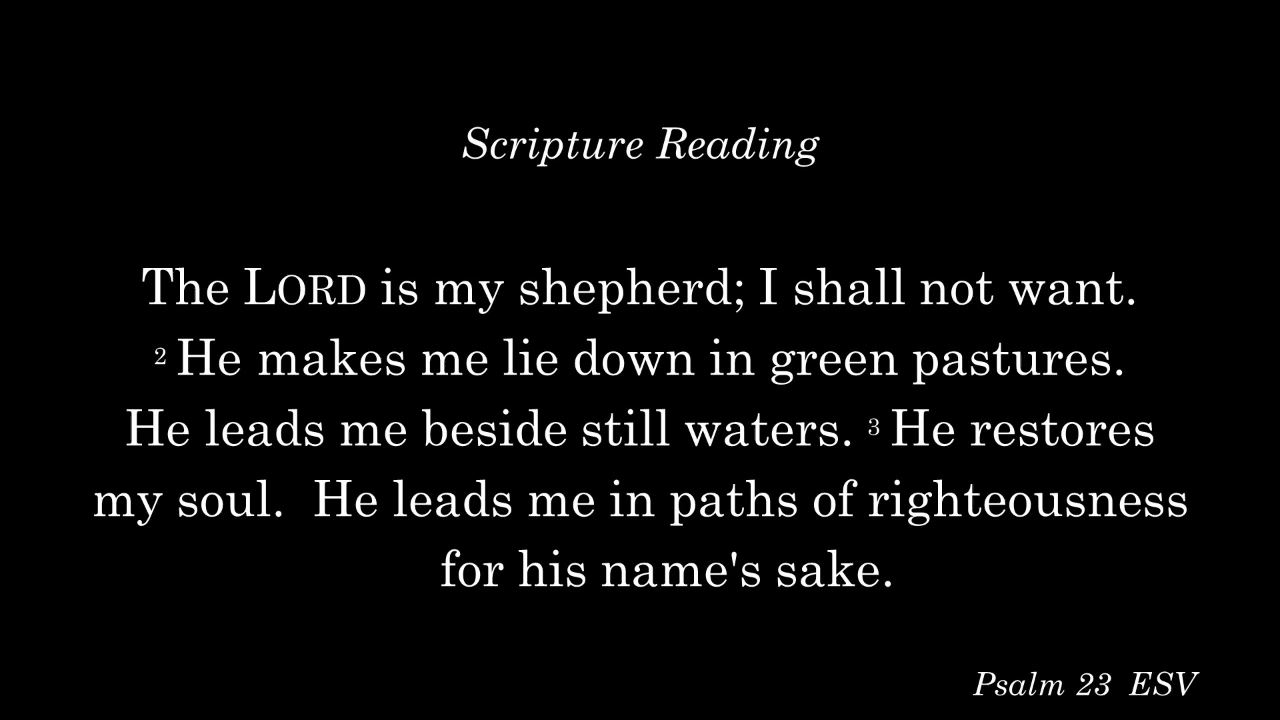 Scripture Reading
The LORD is my shepherd; I shall not want.
2 He makes me lie down in green pastures.
He leads me beside still waters. 3 He restores
my soul.  He leads me in paths of righteousness
for his name's sake.
Psalm 23  ESV